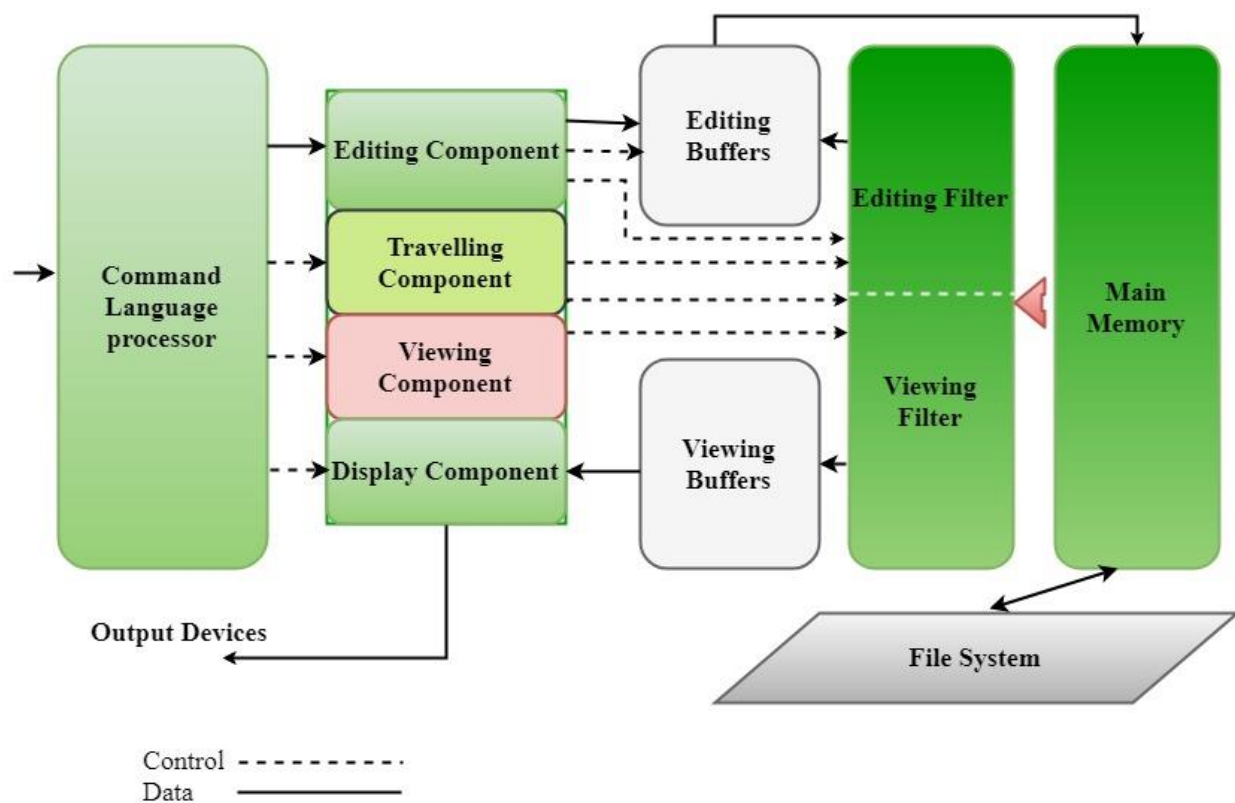 Command
Language
processor
Editing Component
Travelling
Component
Viewing
Component
Display Component
Editing
Buffers
Viewing
Buffers
Editing Filter
Viewing
Filter
Main
Memory
Output Devices
File System
Control
Data